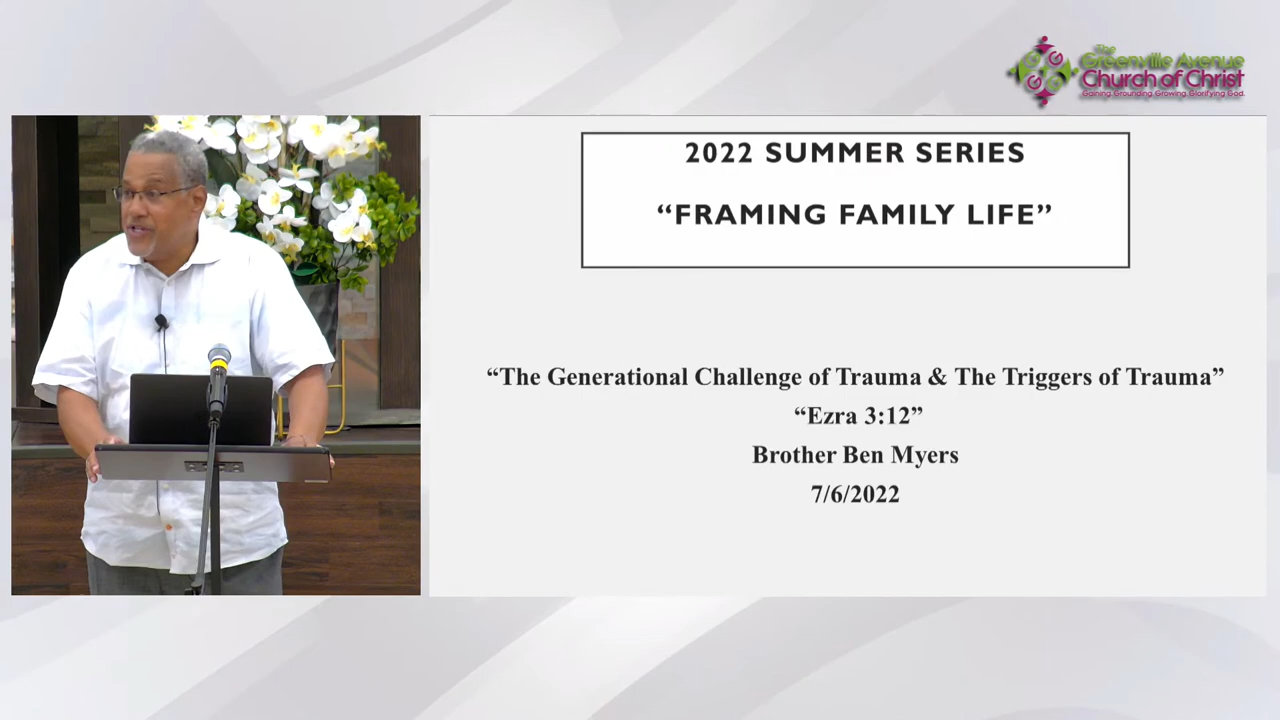 The
Greenville Avenue
Church of Christ
Gaining. Grounding. Growing. Glorifying God.
2022 SUMMER SERIES
“FRAMING FAMILY LIFE”
“The Generational Challenge of Trauma & The Triggers of Trauma”
“Ezra 3:12”
Brother Ben Myers
7/6/2022